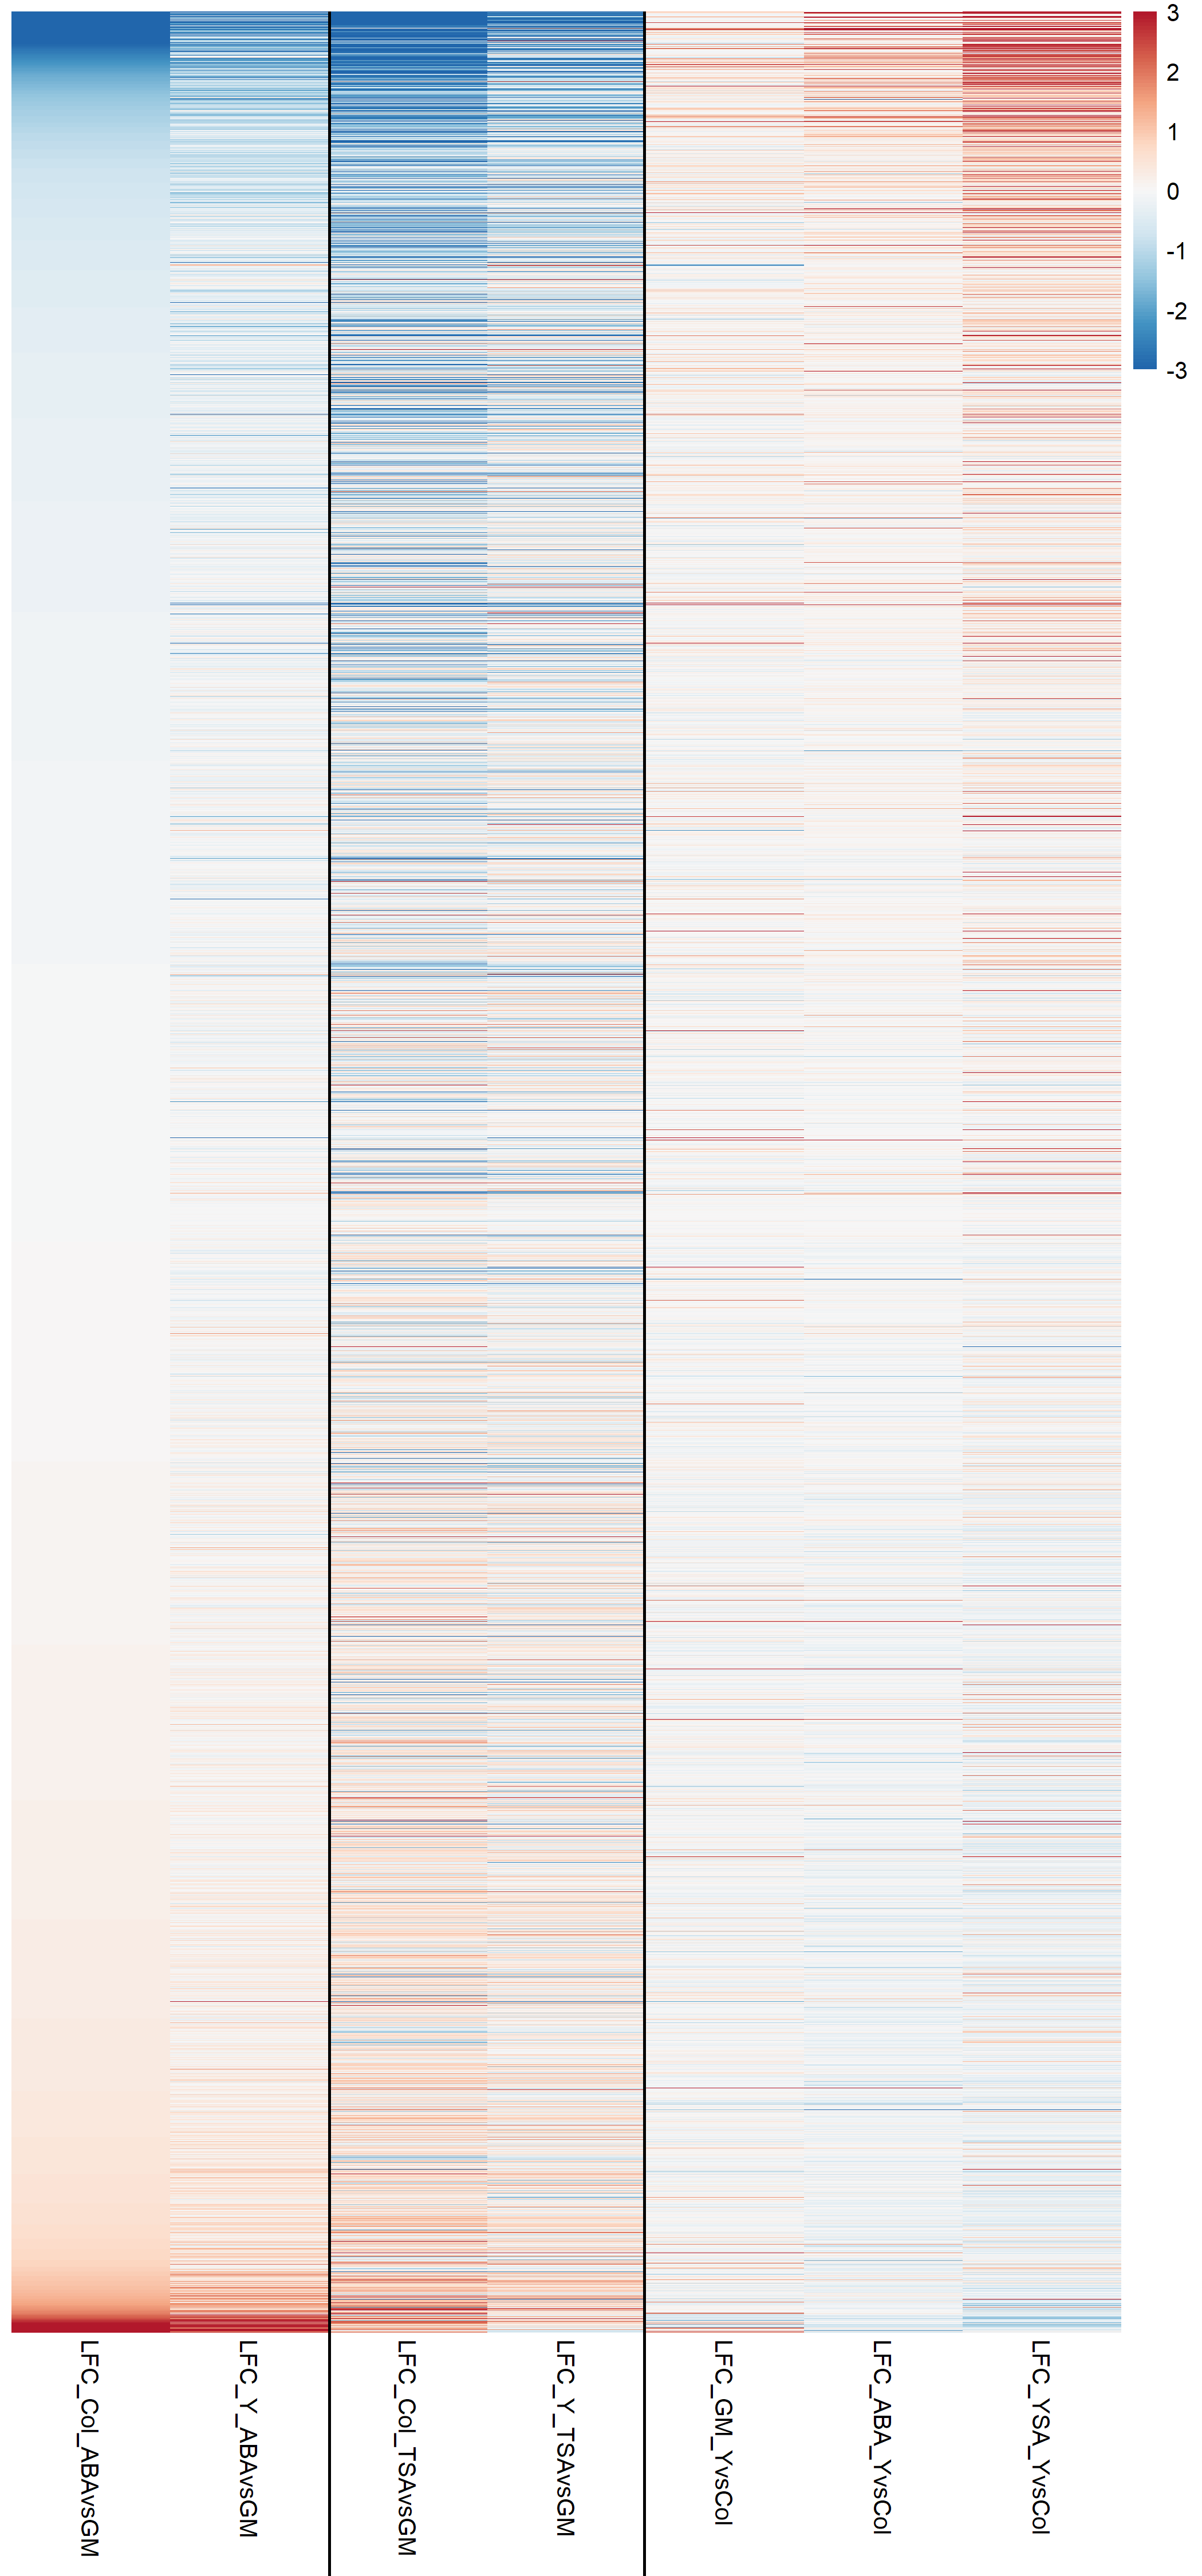 3
2
1
0
-1
-2
-3
LFC_Col_ABAvsGM
LFC_Y_ABAvsGM
LFC_Col_TSAvsGM
LFC_Y_TSAvsGM
LFC_GM_YvsCol
LFC_ABA_YvsCol
LFC_YSA_YvsCol